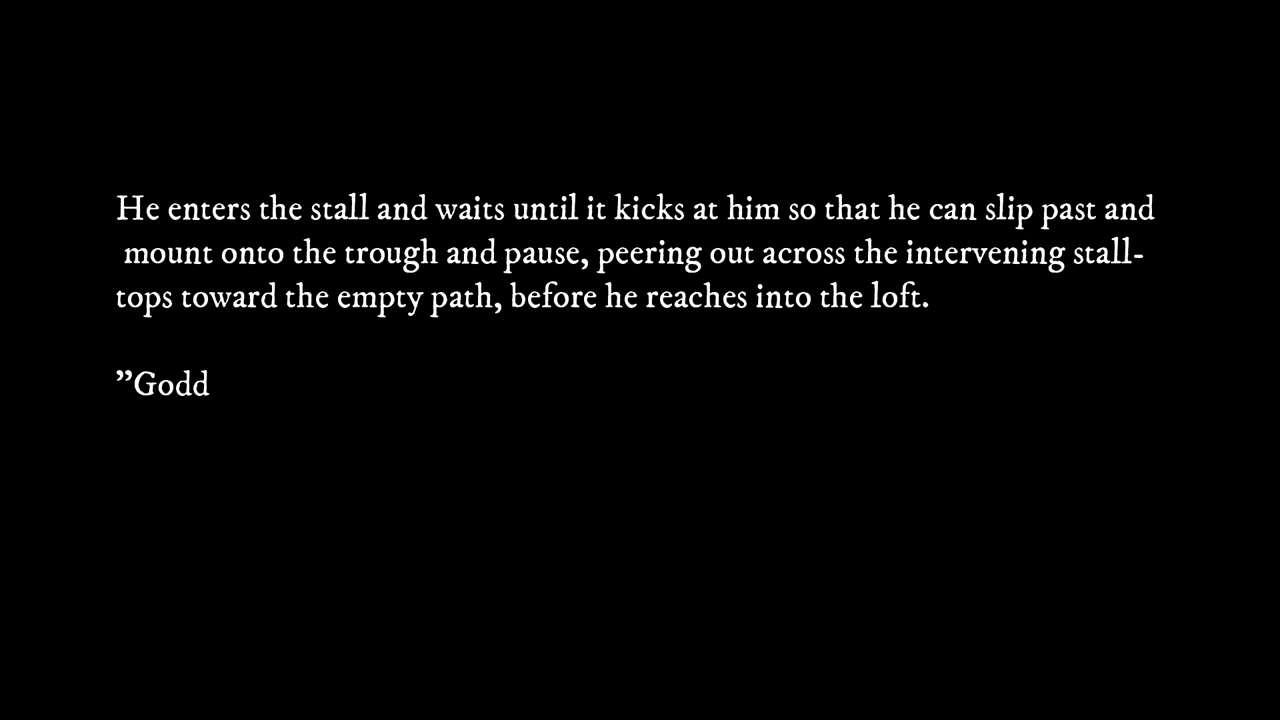 He enters the stall and waits until it kicks at him so that he can slip past and
mount onto the trough and pause, peering out across the intervening stall-
tops toward the empty path, before he reaches into the loft.
”Godd